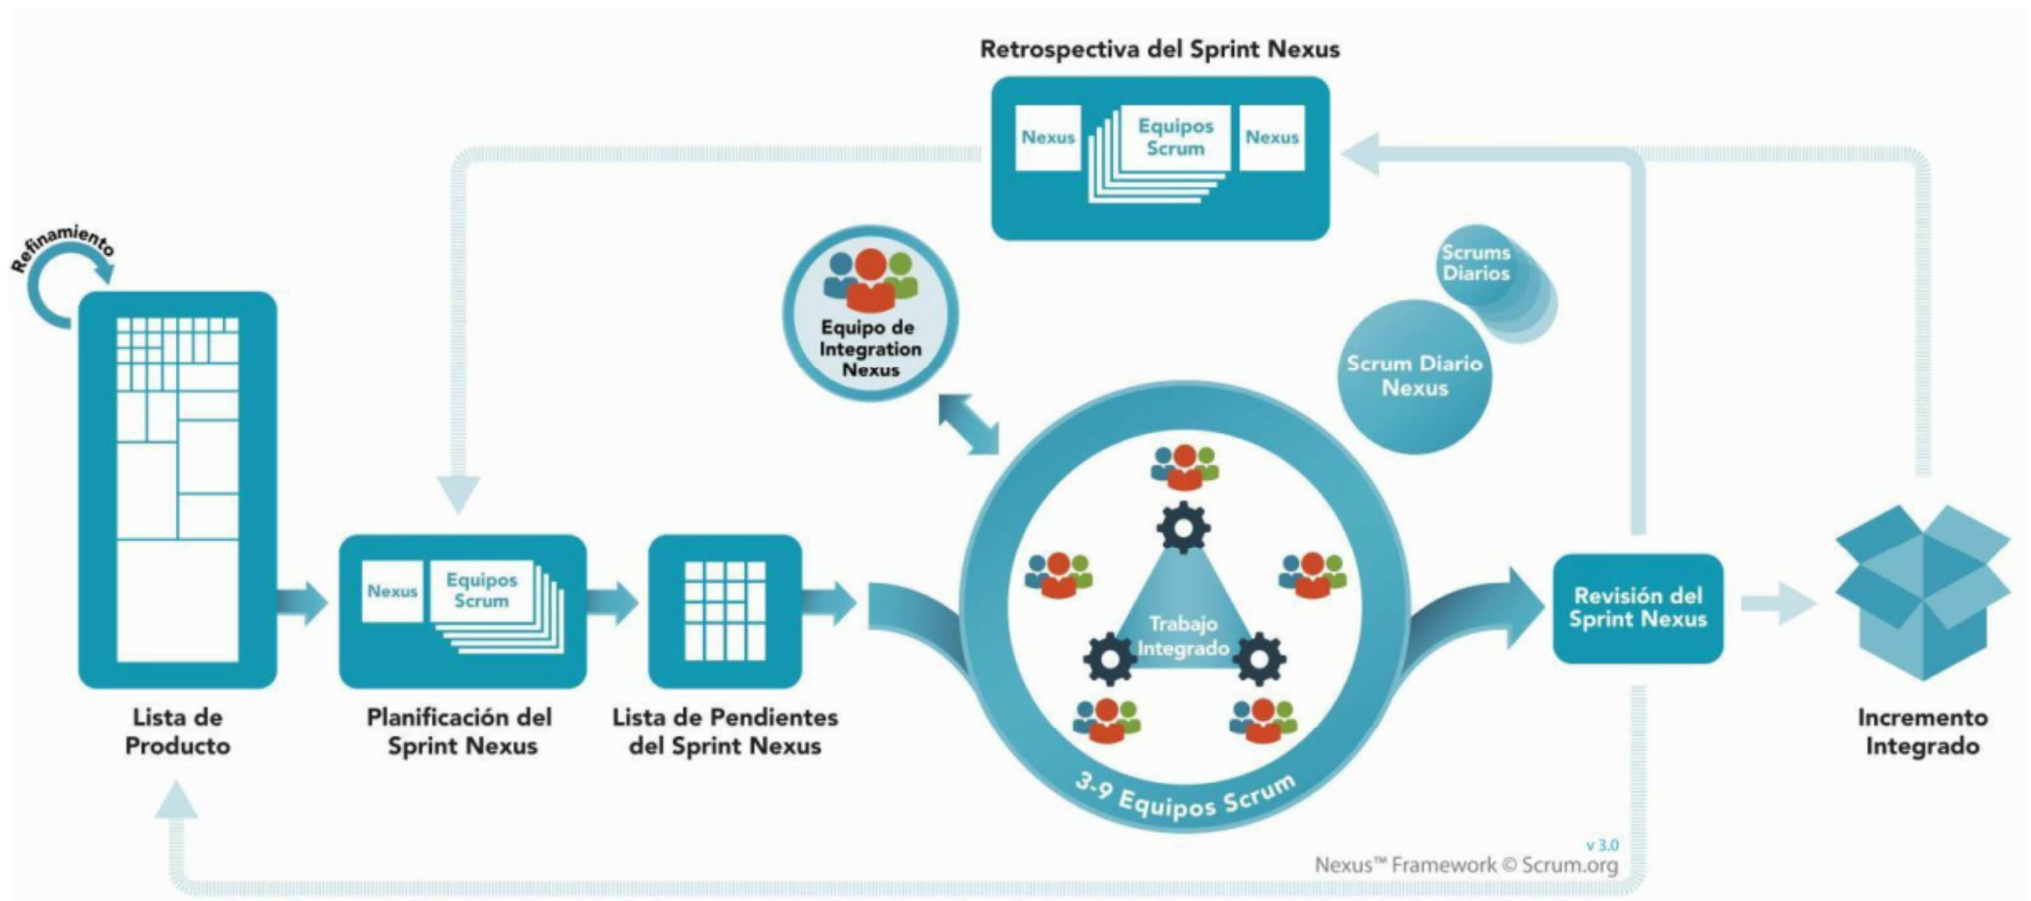 Retrospectiva del Sprint Nexus
Nexus
Equipos
Scrum
Nexus
Refinamiento
Equipo de
Integration
Nexus
Scrums
Diarios
Scrum Diario
Nexus
Nexus
Equipos
Scrum
Trabajo
Integrado
Revisión del
Sprint Nexus
Lista de
Producto
Planificación del
Sprint Nexus
Lista de Pendientes
del Sprint Nexus
3-9 Equipos Scrum
Incremento
Integrado
v 3.0
Nexus™ Framework © Scrum.org